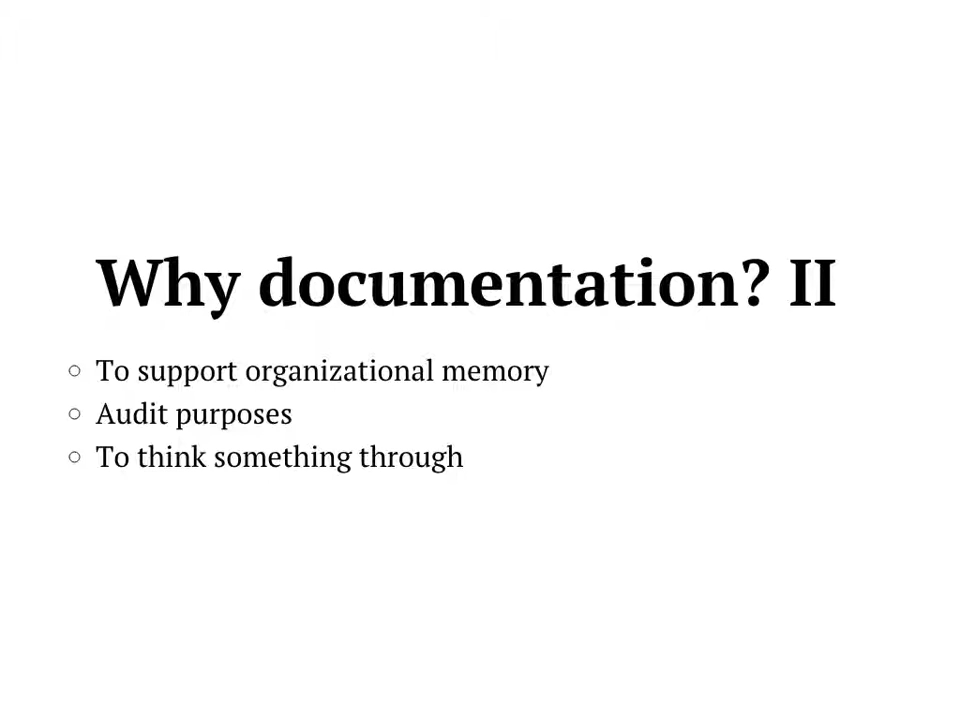 Why documentation? II
To support organizational memory
Audit purposes
To think something through